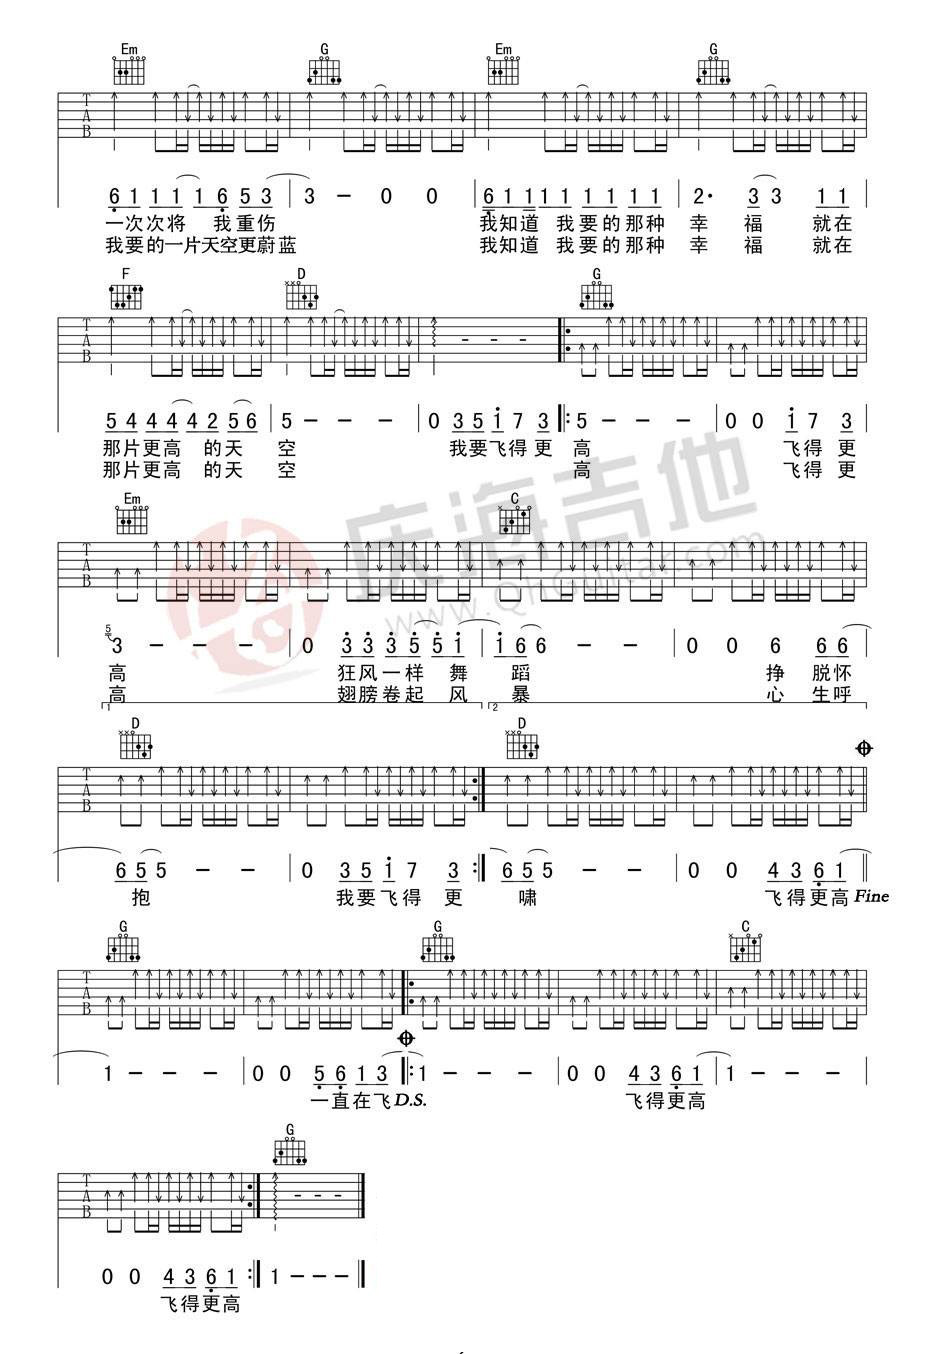 Em G Em G
T A B
6 1 1 1 1 1 6 5 3 | 3 － 0 0 | 6 1 1 1 1 1 1 1 1 1 | 2· 3 3 1 1
一次次将 我重伤 我知道 我要的那种 幸 福 就在
我要的一片天空更蔚蓝 我知道 我要的那种 幸 福 就在
F D G
T A B
5 4 4 4 4 4 2 5 6 | 5 － － － | 0 3 5 1 7 3 :5 － － － | 0 0 1 7 3
那片更高 的天 空 我要飞得更 高 飞得更
那片更高 的天 空 高 飞得更
Em C
T A B
5 3 － － － | 0 3 3 3 5 5 1 | 1 6 6 － － | 0 0 6 6 6
高 狂风一样 舞 蹈 挣 脱怀
高 翅膀卷起 风 暴 心 生呼
1 2
D D
T A B
6 5 5 － － | 0 3 5 1 7 3 : 6 5 5 － － | 0 0 4 3 6 1
抱 我要飞得 更 啸 飞得更高 Fine
G G C
T A B
1 － － － | 0 0 5 6 1 3 :1 － － － | 0 0 4 3 6 1 | 1 － － －
一直在飞 D.S. 飞得更高
G
T A B
0 0 4 3 6 1 : 1 － － －
飞得更高
庆海吉他
www.QhGuitar.com